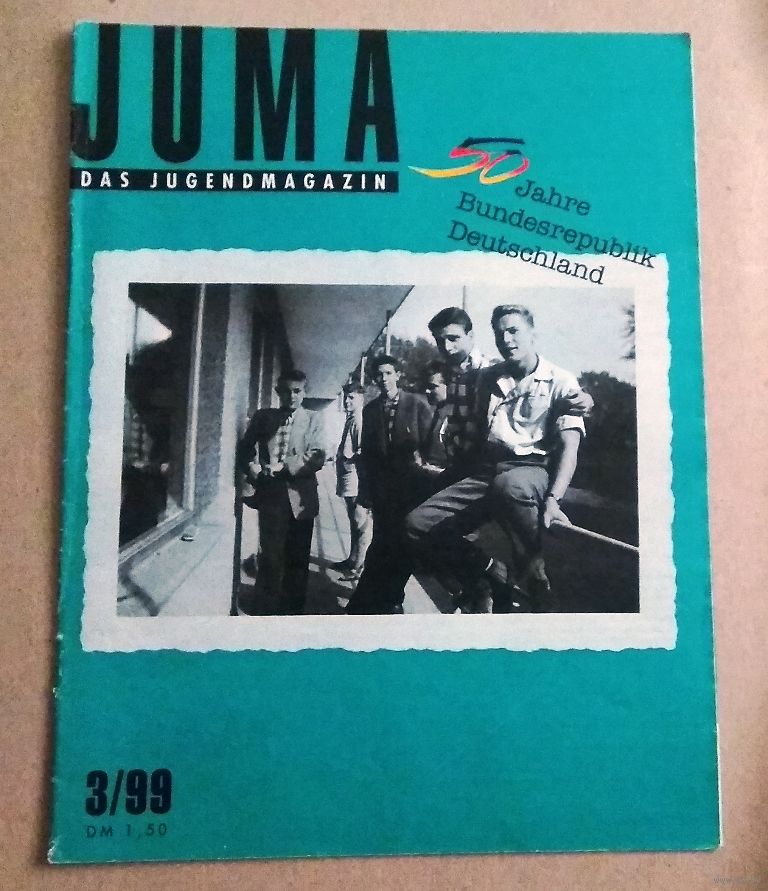 JUMA
DAS JUGENDMAGAZIN
50 Jahre
Bundesrepublik
Deutschland
3/99
DM 1,50